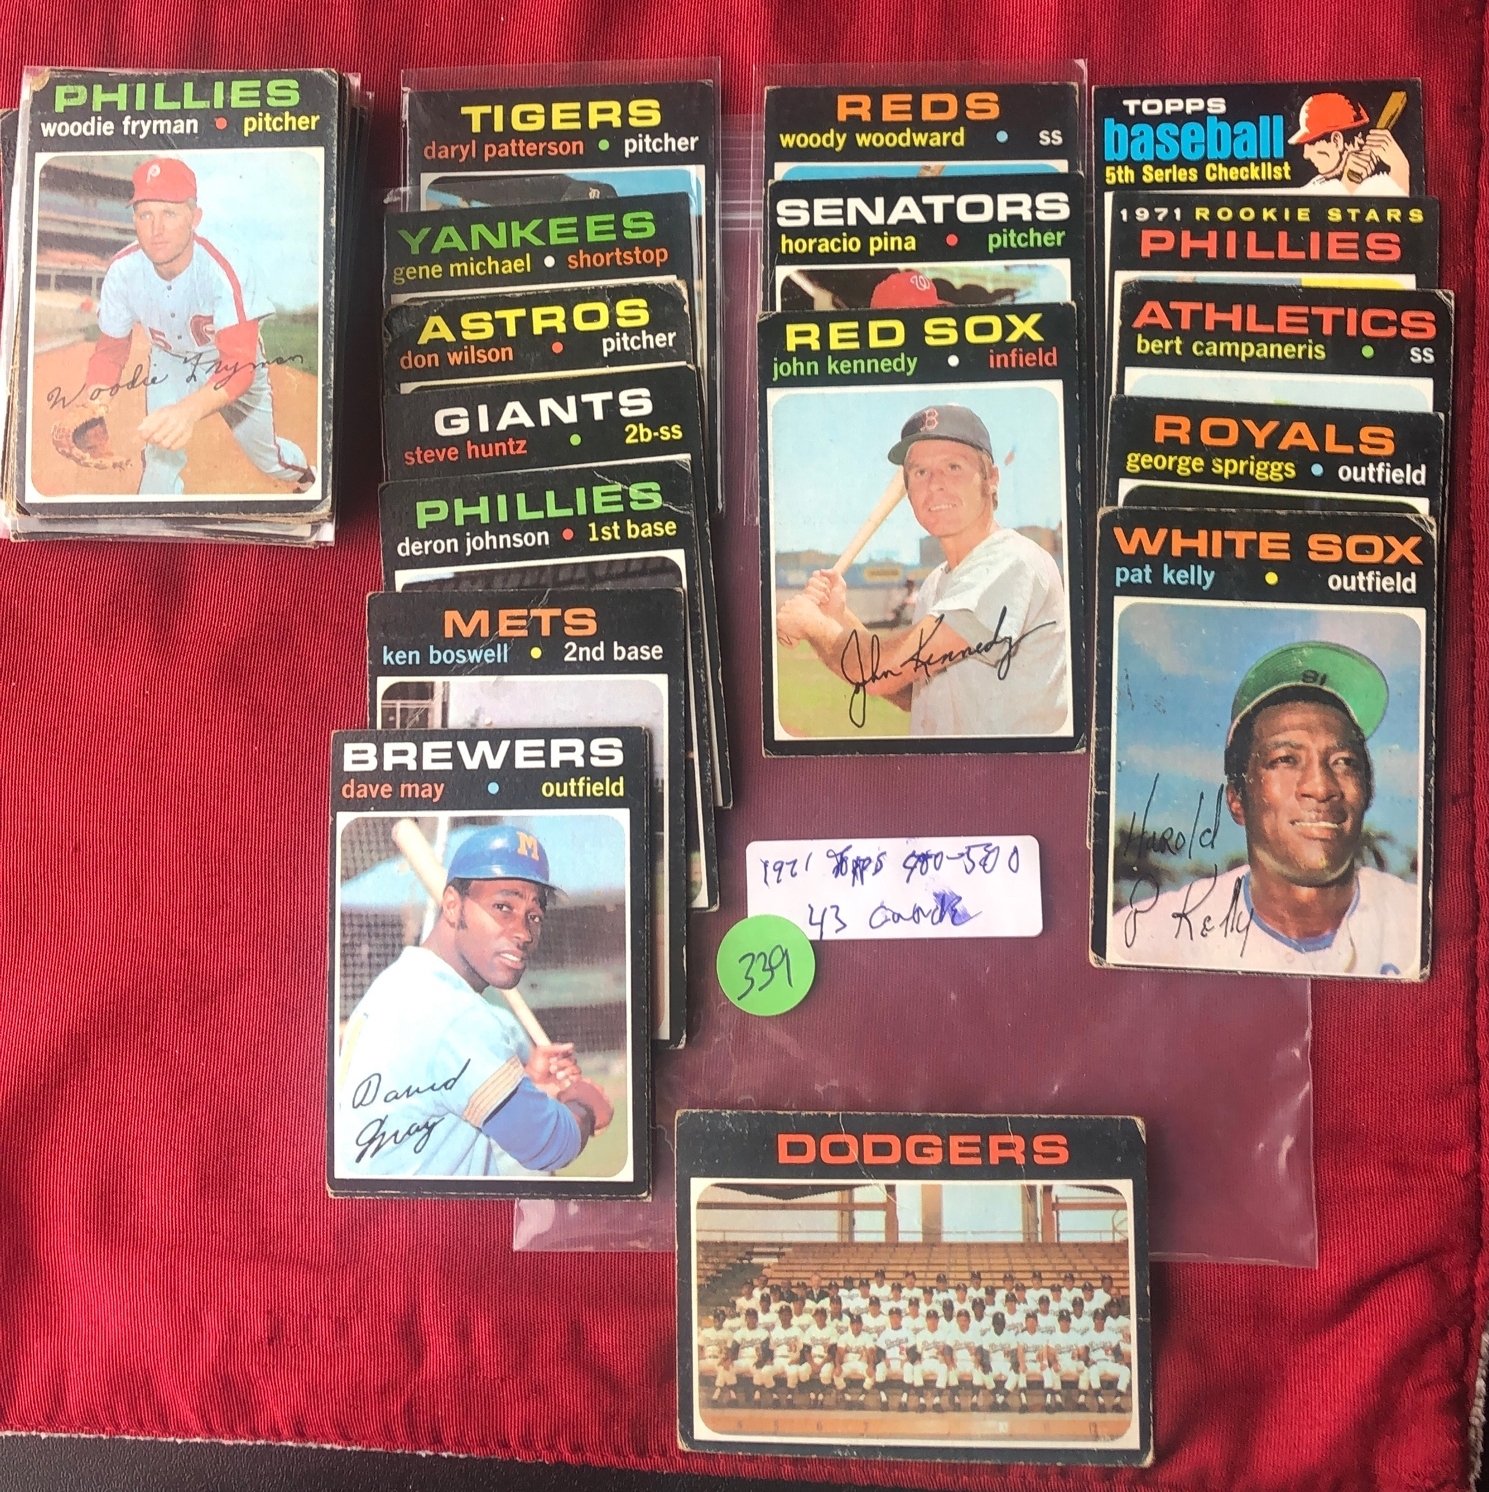 PHILLIES
woodie fryman • pitcher
Woodie Fryman
TIGERS
daryl patterson • pitcher
YANKEES
gene michael • shortstop
ASTROS
don wilson • pitcher
GIANTS
steve huntz • 2b-ss
PHILLIES
deron johnson • 1st base
METS
ken boswell • 2nd base
BREWERS
dave may • outfield
M
David May
REDS
woody woodward • ss
SENATORS
horacio pina • pitcher
W
RED SOX
john kennedy • infield
B
John Kennedy
TOPPS
baseball
5th Series Checklist
1971 ROOKIE STARS
PHILLIES
ATHLETICS
bert campaneris • ss
ROYALS
george spriggs • outfield
WHITE SOX
pat kelly • outfield
Harold
P Kelly
1971 Topps
43 cards
339
DODGERS